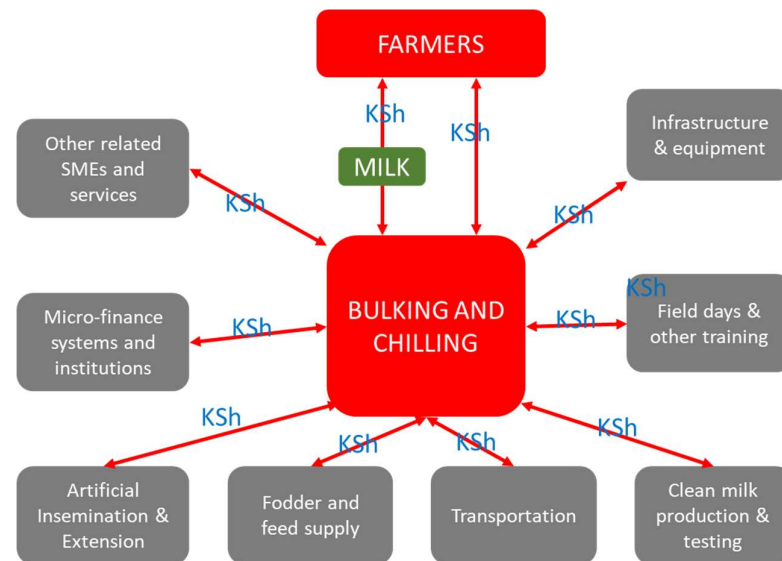 FARMERS
KSh
KSh
MILK
Other related
SMEs and
services
KSh
Infrastructure
& equipment
KSh
Micro-finance
systems and
institutions
KSh
BULKING AND
CHILLING
KSh
KSh
Field days &
other training
KSh
KSh
KSh
KSh
Artificial
Insemination &
Extension
Fodder and
feed supply
Transportation
Clean milk
production &
testing